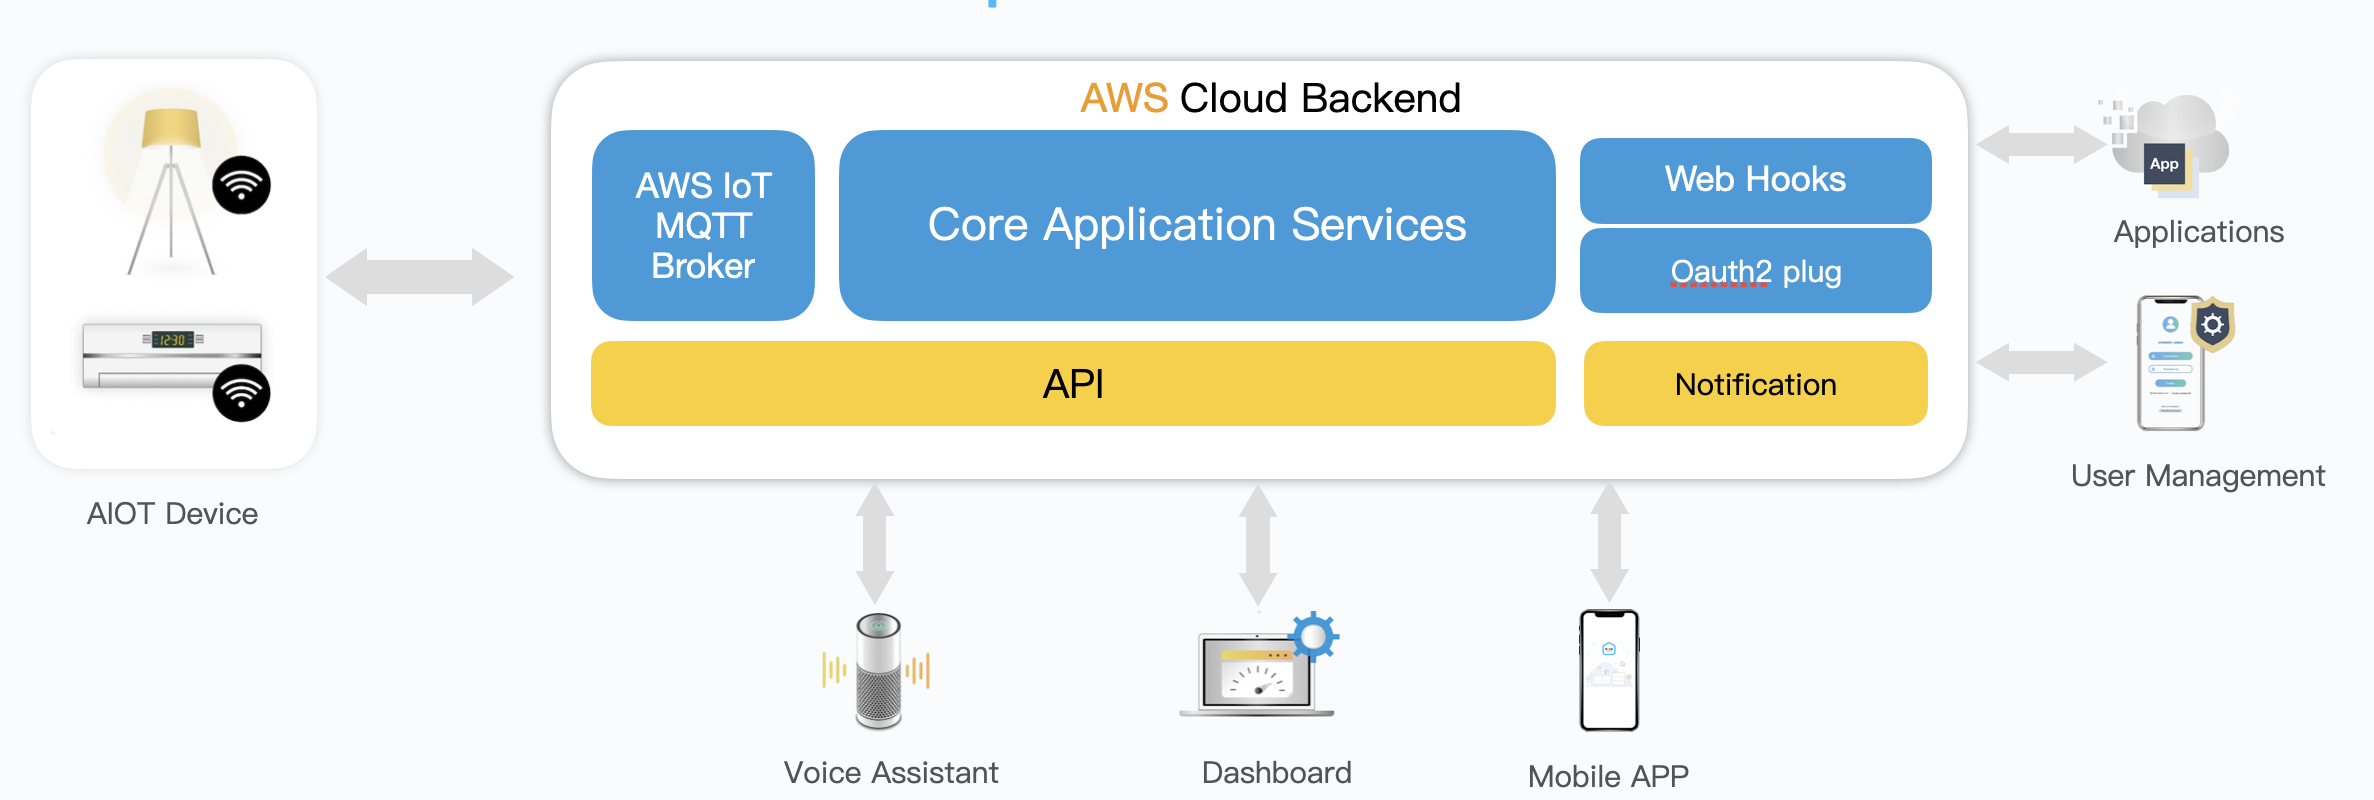 AWS Cloud Backend
AWS IoT
MQTT
Broker
Core Application Services
Web Hooks
Oauth2 plug
API
Notification
12:30
AIOT Device
App
Applications
User Management
Voice Assistant
Dashboard
Mobile APP